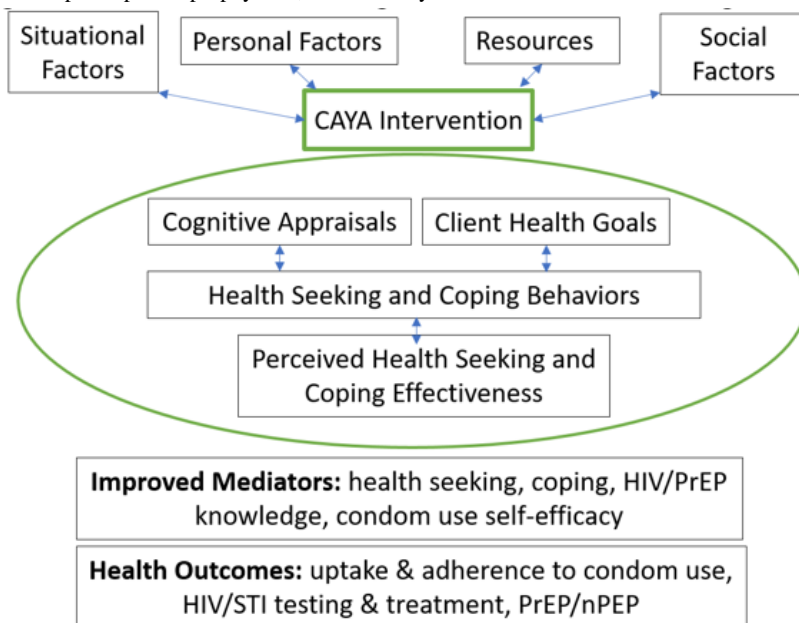 Situational
Factors
Personal Factors
Resources
Social
Factors
CAYA Intervention
Cognitive Appraisals
Client Health Goals
Health Seeking and Coping Behaviors
Perceived Health Seeking and
Coping Effectiveness
Improved Mediators: health seeking, coping, HIV/PrEP
knowledge, condom use self-efficacy
Health Outcomes: uptake & adherence to condom use,
HIV/STI testing & treatment, PrEP/nPEP